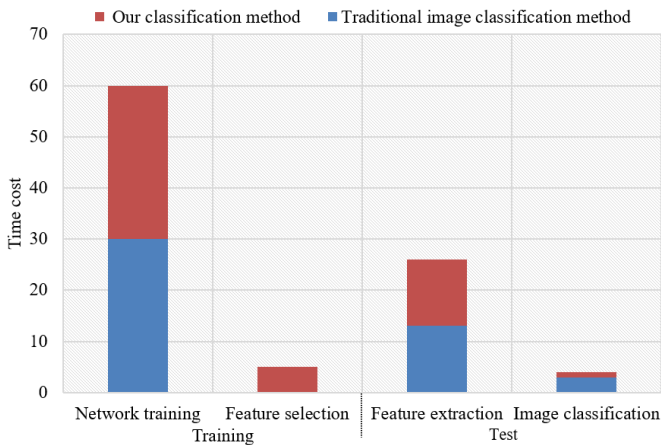 Our classification method Traditional image classification method
70
60
50
40
30
20
10
0
Time cost
Network training Feature selection Feature extraction Image classification
Training Test